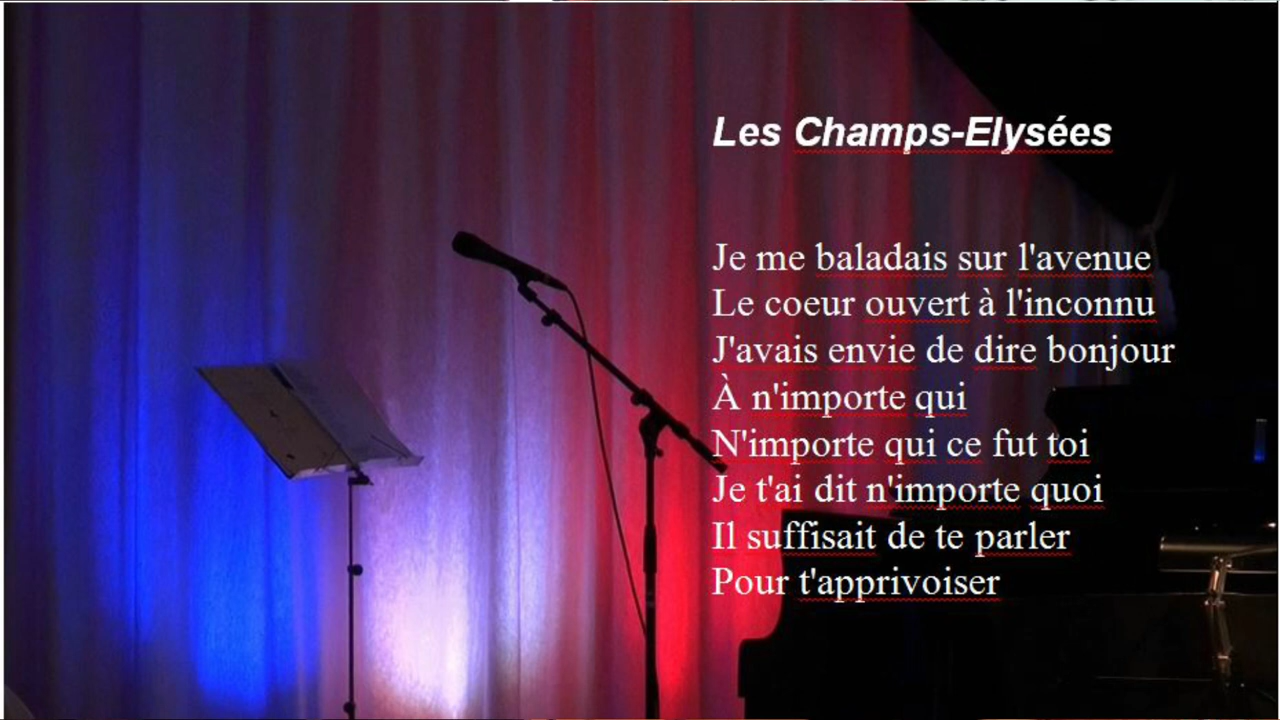 Les Champs-Elysées
Je me baladais sur l'avenue
Le coeur ouvert à l'inconnu
J'avais envie de dire bonjour
À n'importe qui
N'importe qui ce fut toi
Je t'ai dit n'importe quoi
Il suffisait de te parler
Pour t'apprivoiser